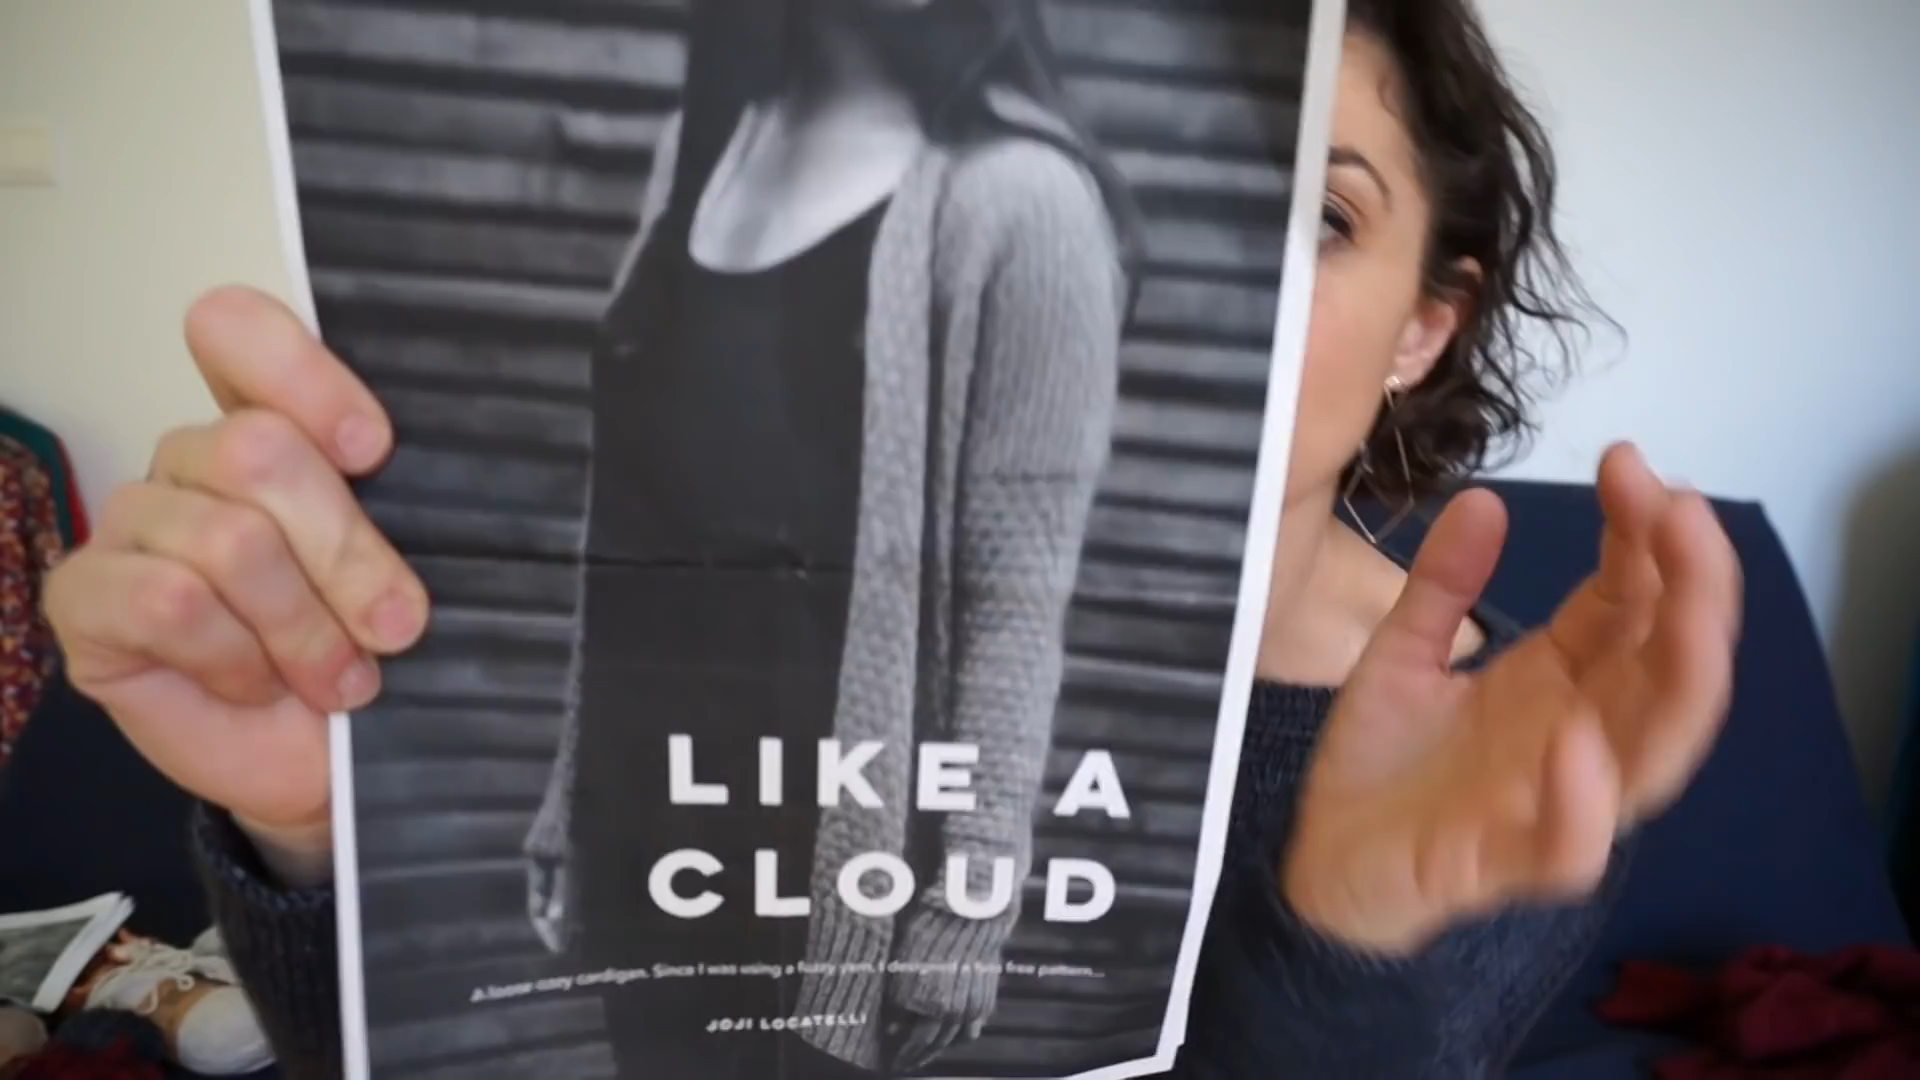 LIKE A
CLOUD
A loose cozy cardigan. Since I was using a fuzzy yarn, I designed a fuss free pattern...
JOJI LOCATELLI